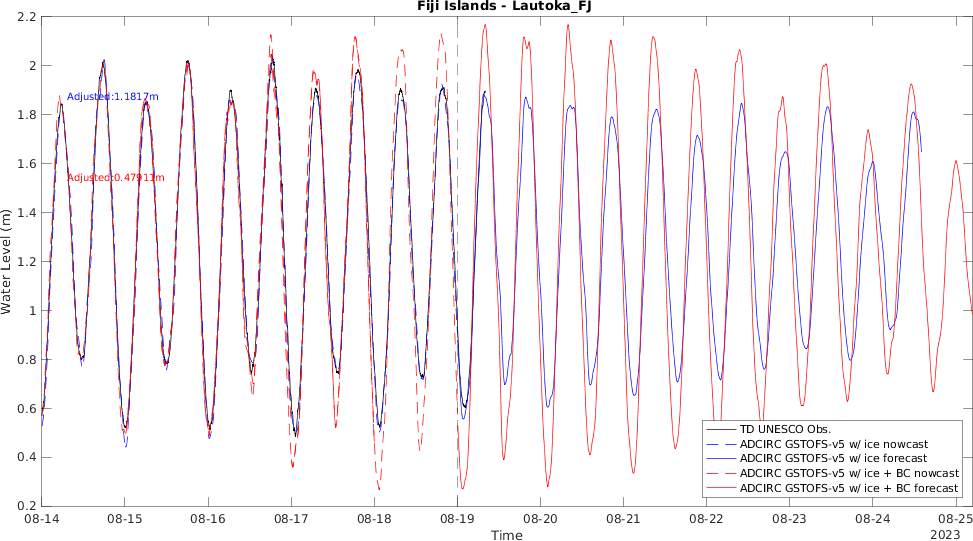 Fiji Islands - Lautoka_FJ
2.2
2
1.8
1.6
1.4
1.2
1
0.8
0.6
0.4
0.2
Water Level (m)
Adjusted:1.1817m
Adjusted:0.47911m
TD UNESCO Obs.
ADCIRC GSTOFS-v5 w/ ice nowcast
ADCIRC GSTOFS-v5 w/ ice forecast
ADCIRC GSTOFS-v5 w/ ice + BC nowcast
ADCIRC GSTOFS-v5 w/ ice + BC forecast
08-14 08-15 08-16 08-17 08-18 08-19 08-20 08-21 08-22 08-23 08-24 08-25
Time 2023